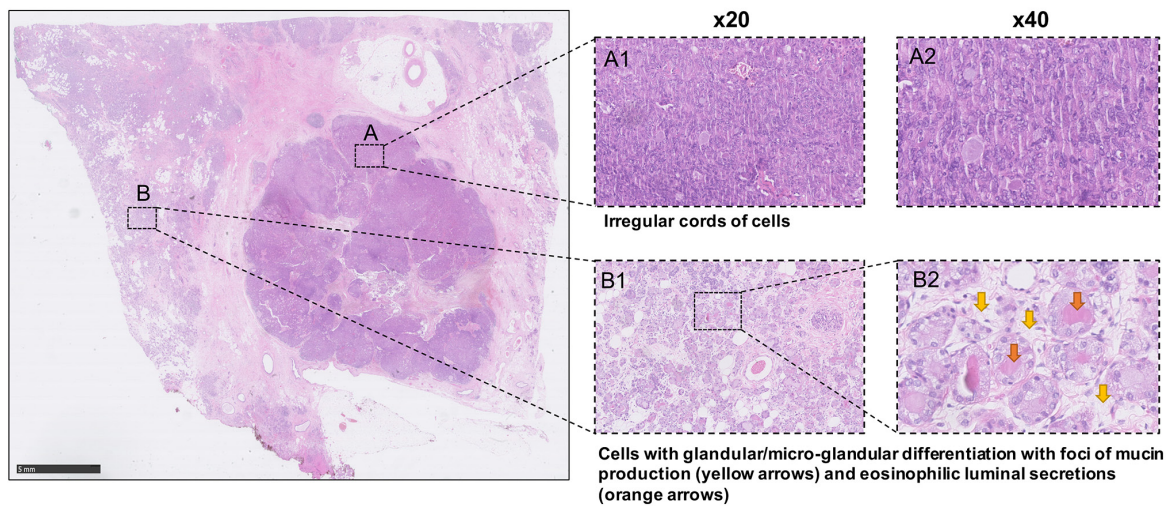 x20
x40
A
A1
A2
Irregular cords of cells
B
B1
B2
Cells with glandular/micro-glandular differentiation with foci of mucin
production (yellow arrows) and eosinophilic luminal secretions
(orange arrows)
5 mm